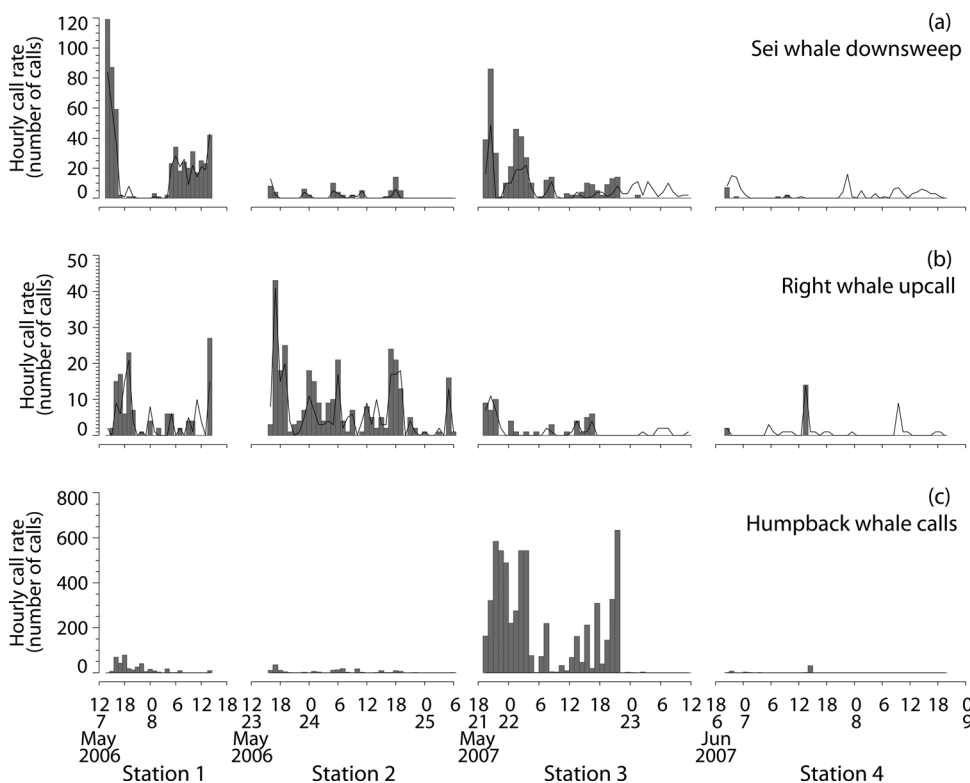 (a)
Sei whale downsweep
Hourly call rate
(number of calls)
120
100
80
60
40
20
0
(b)
Right whale upcall
Hourly call rate
(number of calls)
50
40
30
20
10
0
(c)
Humpback whale calls
Hourly call rate
(number of calls)
800
600
400
200
0
12 18 0 6 12 18 12 18 0 6 12 18 0 6 18 0 6 12 18 0 6 12 18 0 6 12 18 0 6 12 18 0
7 8 23 24 25 21 22 23 6 7 8 9
May May May Jun
2006 2006 2007 2007
Station 1 Station 2 Station 3 Station 4